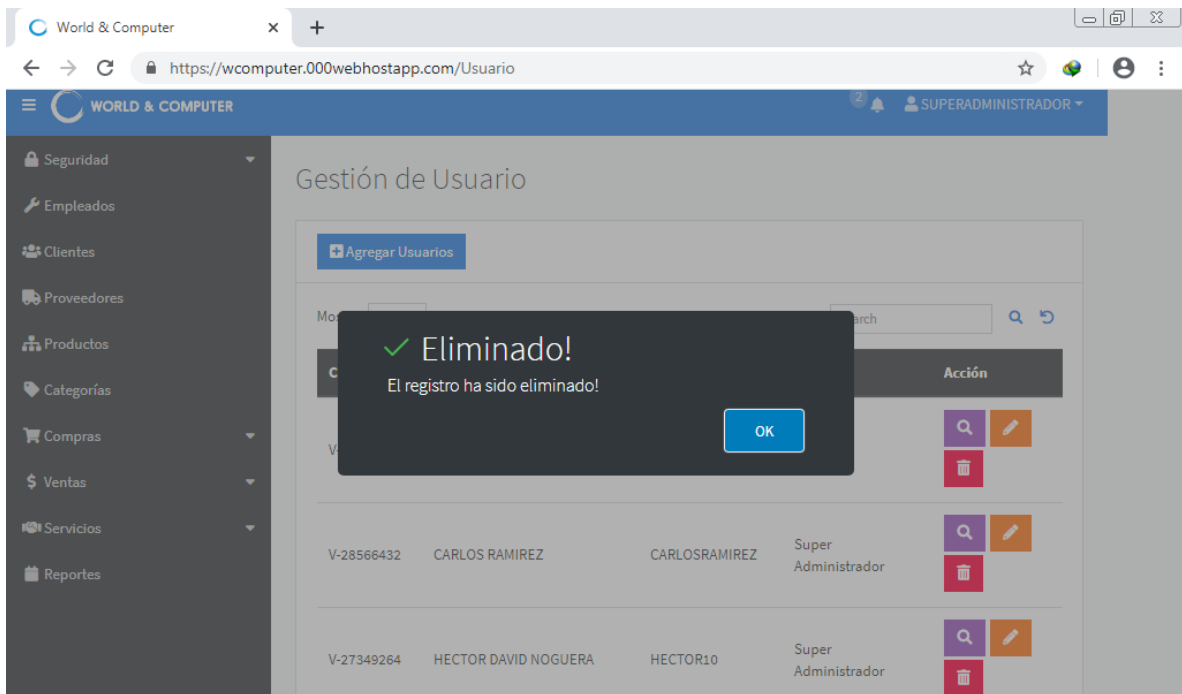 World & Computer
https://wcomputer.000webhostapp.com/Usuario
WORLD & COMPUTER
2
SUPERADMINISTRADOR
Seguridad
Empleados
Clientes
Proveedores
Productos
Categorías
Compras
Ventas
Servicios
Reportes
Gestión de Usuario
Agregar Usuarios
Acción
Eliminado!
El registro ha sido eliminado!
OK
V-28566432 CARLOS RAMIREZ CARLOSRAMIREZ Super
Administrador
V-27349264 HECTOR DAVID NOGUERA HECTOR10 Super
Administrador